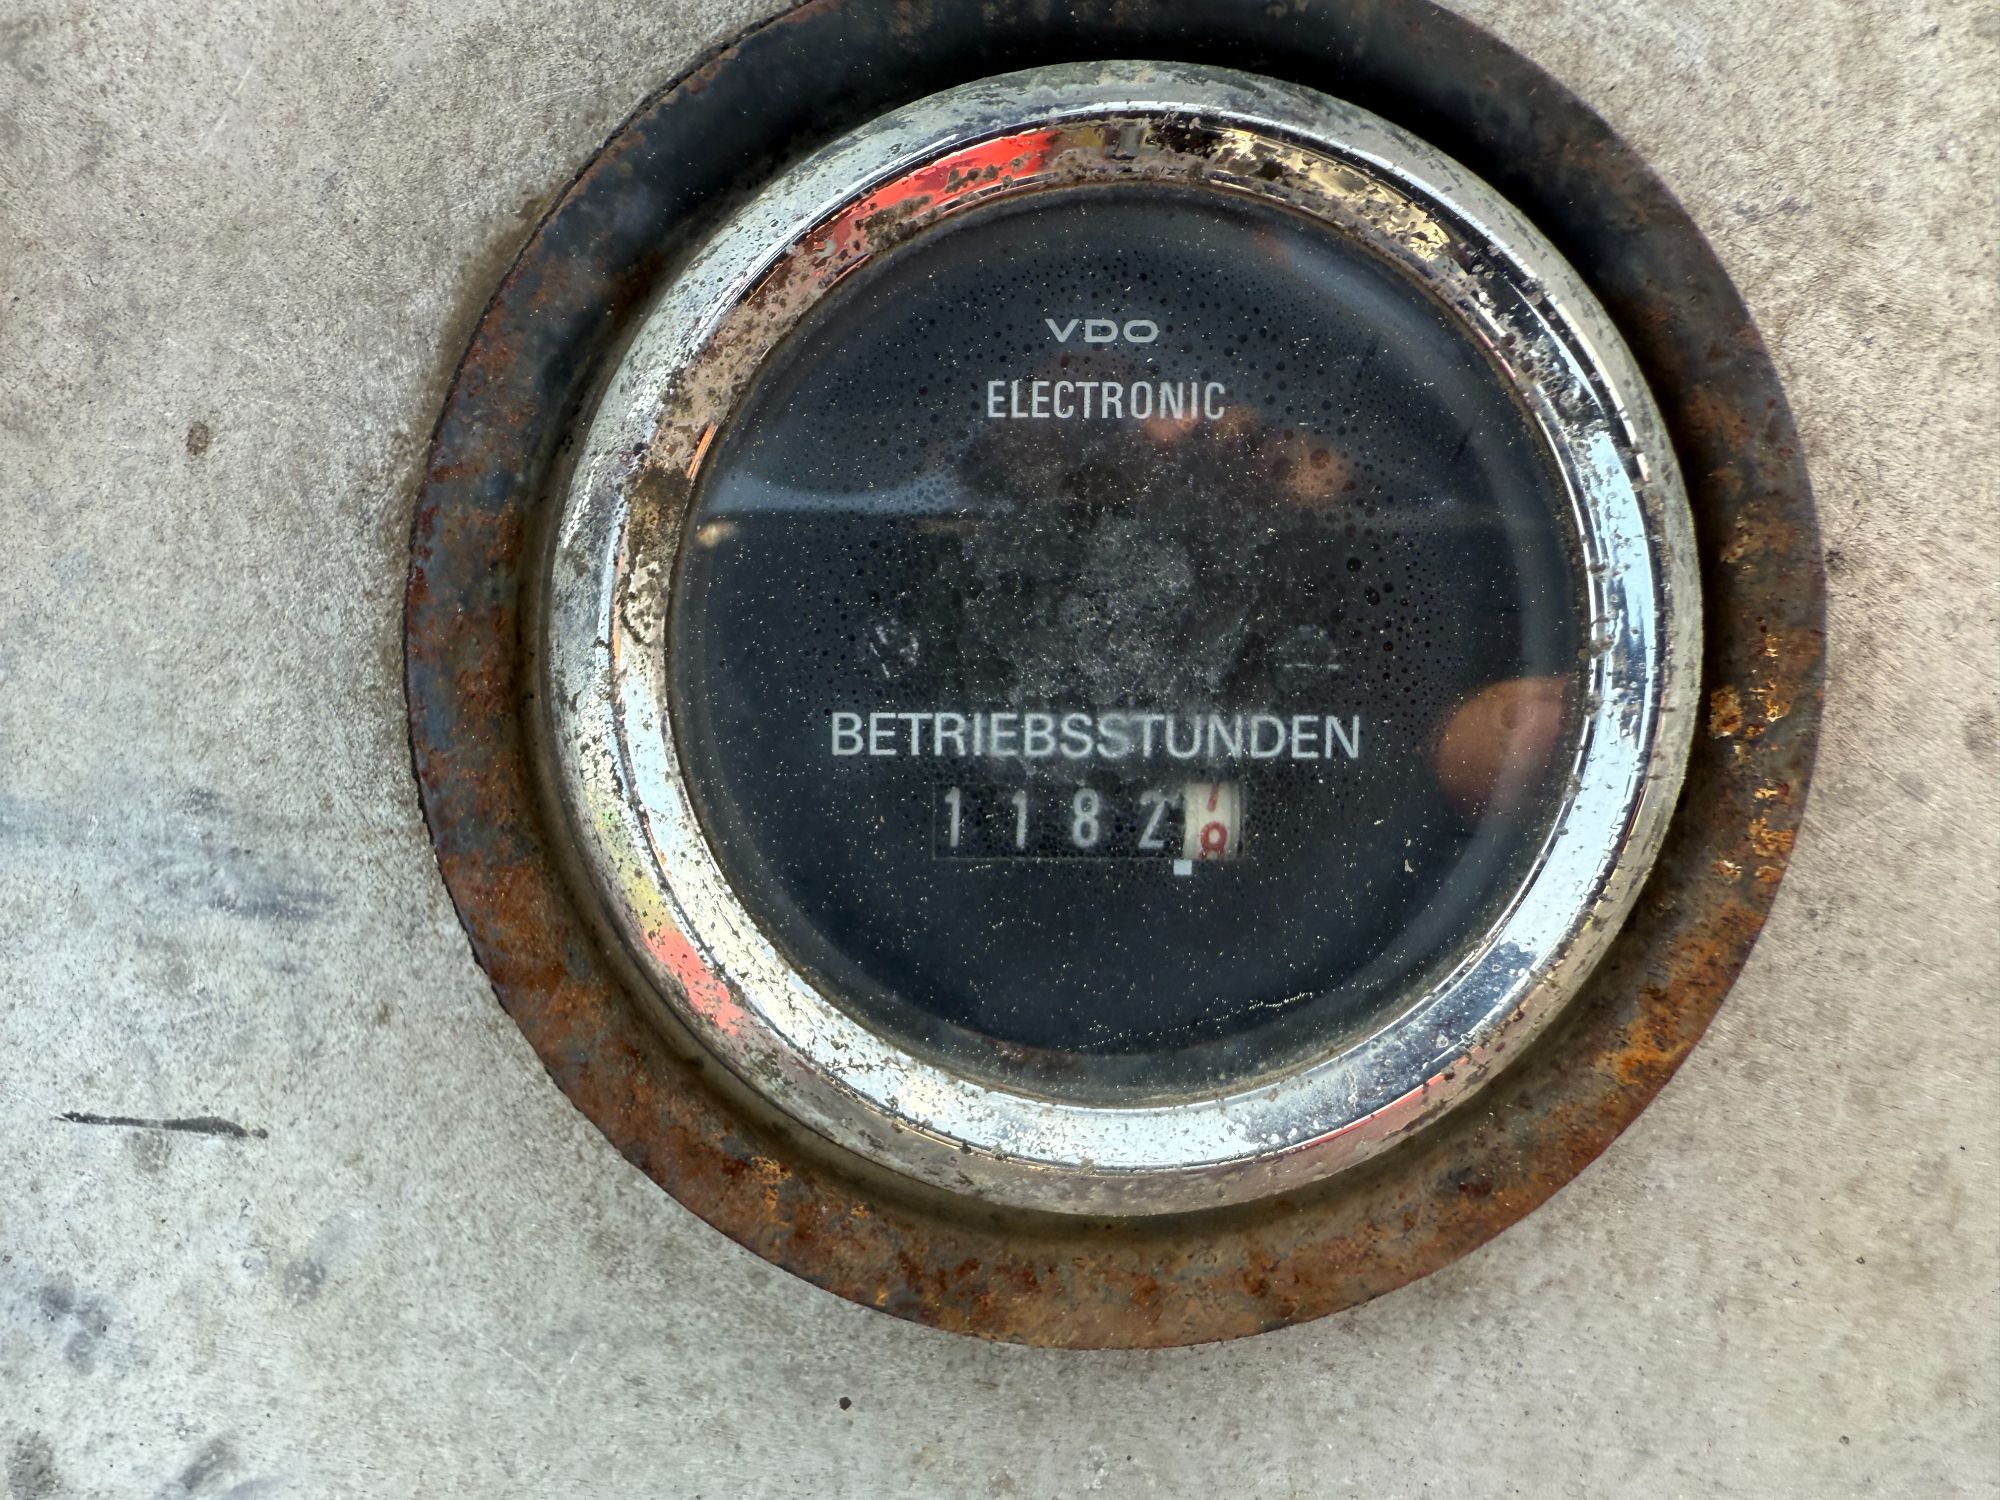 VDO
ELECTRONIC
BETRIEBSSTUNDEN
1182